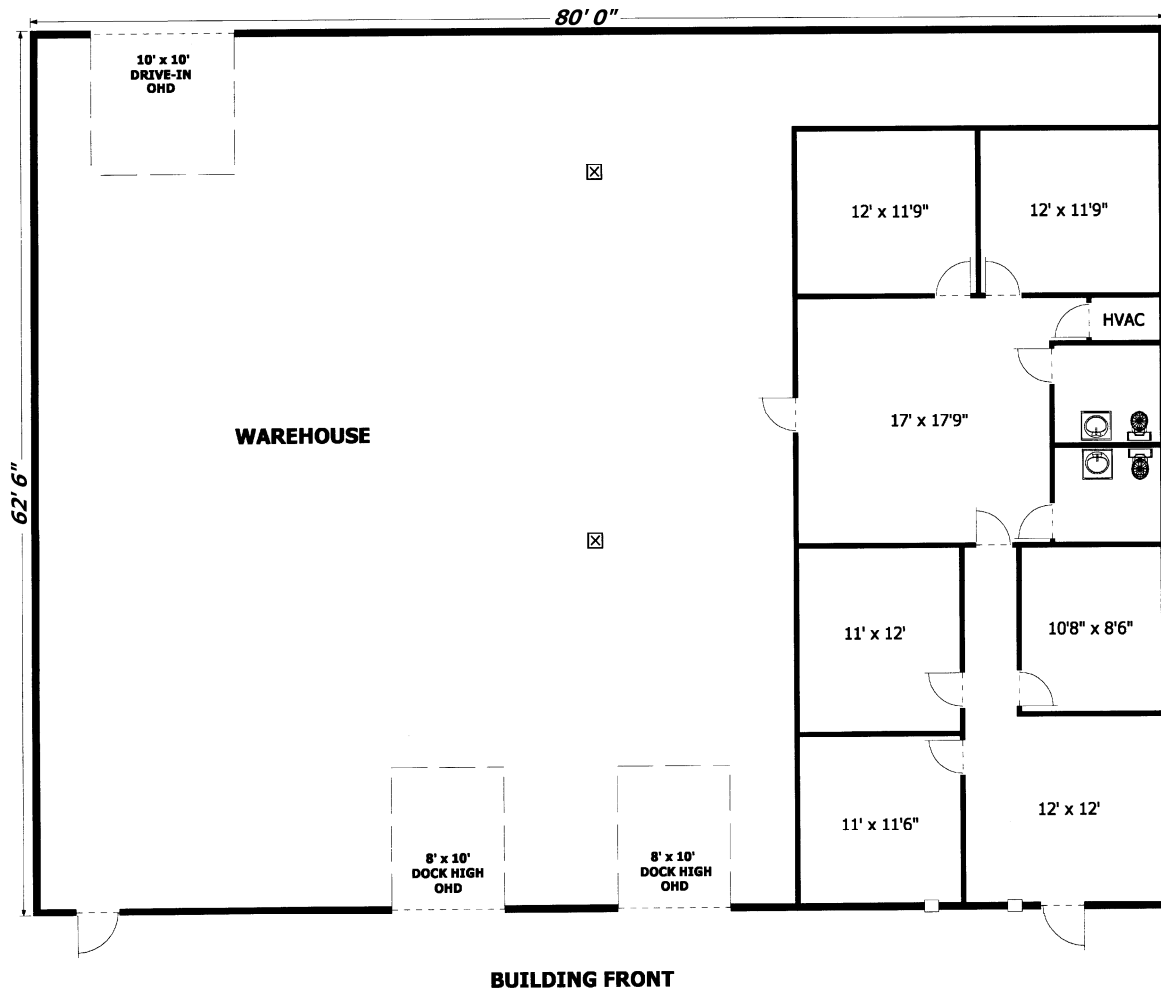 80' 0"
10' x 10'
DRIVE-IN
OHD
12' x 11'9"
12' x 11'9"
HVAC
17' x 17'9"
WAREHOUSE
62' 6"
11' x 12'
10'8" x 8'6"
12' x 12'
11' x 11'6"
8' x 10'
DOCK HIGH
OHD
8' x 10'
DOCK HIGH
OHD
BUILDING FRONT